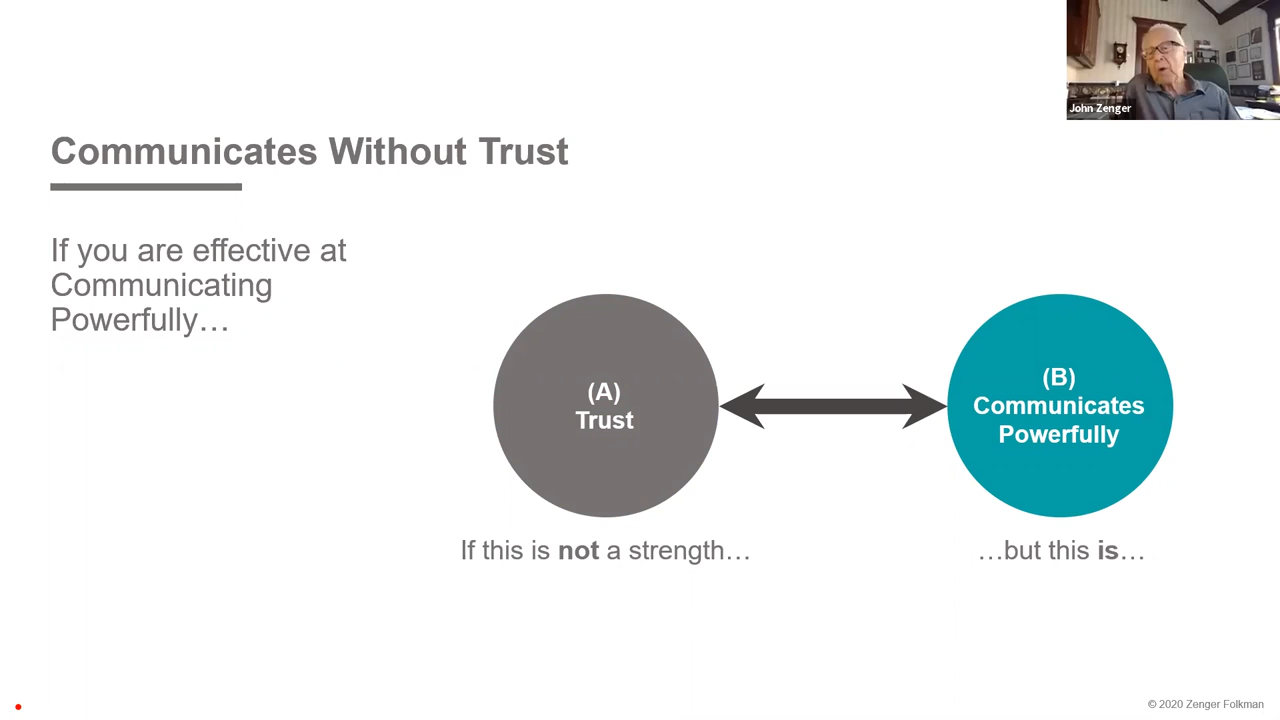 John Zenger
Communicates Without Trust
If you are effective at
Communicating
Powerfully…
(A)
Trust
(B)
Communicates
Powerfully
If this is not a strength…
…but this is…
© 2020 Zenger Folkman